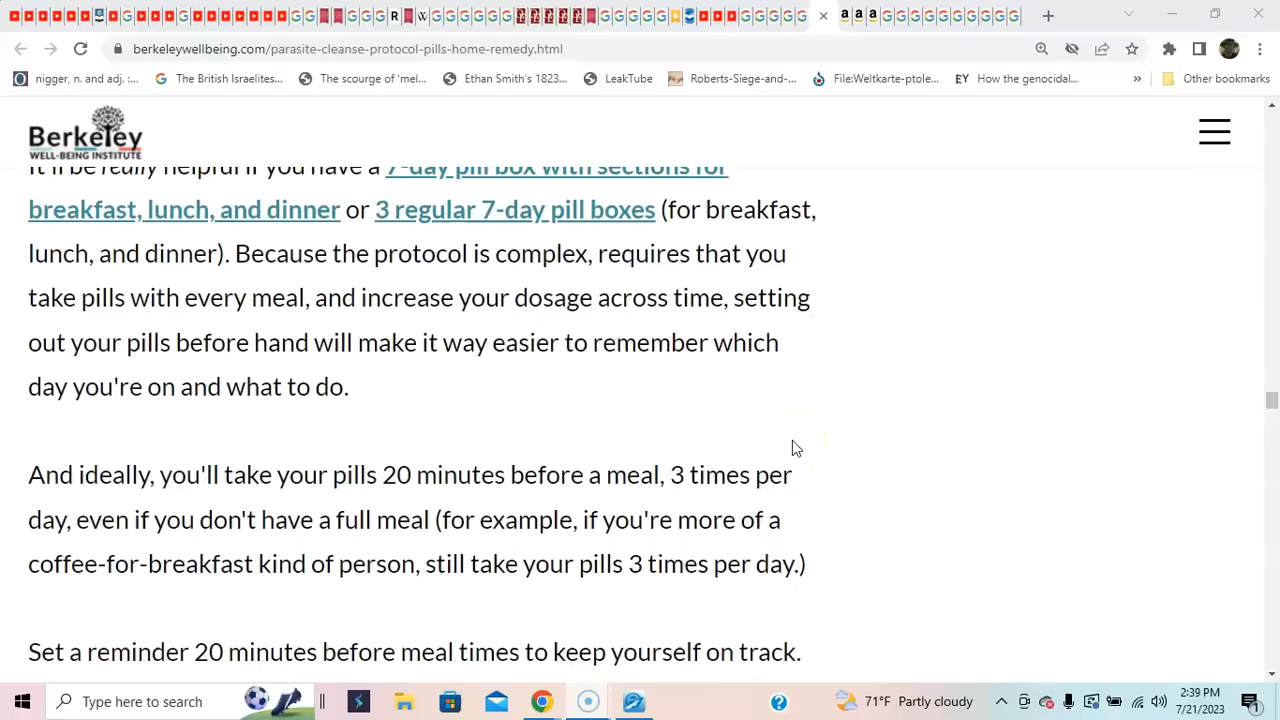 berkeleywellbeing.com/parasite-cleanse-protocol-pills-home-remedy.html
nigger, n. and adj. :... The British Israelites... The scourge of 'mel... Ethan Smith's 1823... LeakTube Roberts-Siege-and-... File:Weltkarte-ptole... EY How the genocidal... » Other bookmarks
Berkeley
WELL-BEING INSTITUTE
It'll be really helpful if you have a 7-day pill box with sections for
breakfast, lunch, and dinner or 3 regular 7-day pill boxes (for breakfast,
lunch, and dinner). Because the protocol is complex, requires that you
take pills with every meal, and increase your dosage across time, setting
out your pills before hand will make it way easier to remember which
day you're on and what to do.
And ideally, you'll take your pills 20 minutes before a meal, 3 times per
day, even if you don't have a full meal (for example, if you're more of a
coffee-for-breakfast kind of person, still take your pills 3 times per day.)
Set a reminder 20 minutes before meal times to keep yourself on track.
Type here to search
71°F Partly cloudy
2:39 PM
7/21/2023